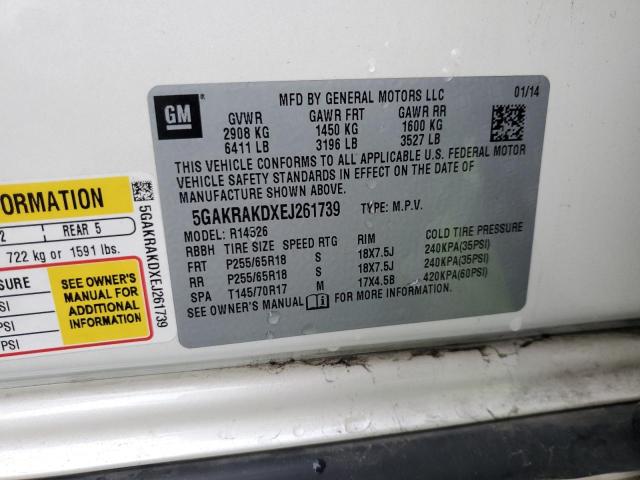 MFD BY GENERAL MOTORS LLC 01/14
GM
GVWR GAWR FRT GAWR RR
2908 KG 1450 KG 1600 KG
6411 LB 3196 LB 3527 LB
THIS VEHICLE CONFORMS TO ALL APPLICABLE U.S. FEDERAL MOTOR
VEHICLE SAFETY STANDARDS IN EFFECT ON THE DATE OF
MANUFACTURE SHOWN ABOVE.
5GAKRAKDXEJ261739 TYPE: M.P.V.
MODEL: R14526
RBBH TIRE SIZE SPEED RTG RIM COLD TIRE PRESSURE
FRT P255/65R18 S 18X7.5J 240KPA(35PSI)
RR P255/65R18 S 18X7.5J 240KPA(35PSI)
SPA T145/70R17 M 17X4.5B 420KPA(60PSI)
SEE OWNER'S MANUAL FOR MORE INFORMATION
ORMATION
2 REAR 5
722 kg or 1591 lbs.
SURE
PSI
PSI
PSI
SEE OWNER'S
MANUAL FOR
ADDITIONAL
INFORMATION
5GAKRAKDXEJ261739